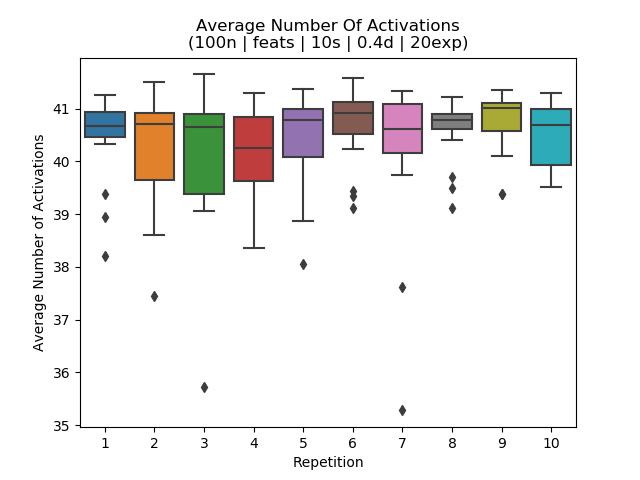 Average Number Of Activations
(100n | feats | 10s | 0.4d | 20exp)
Average Number of Activations
41
40
39
38
37
36
35
1 2 3 4 5 6 7 8 9 10
Repetition